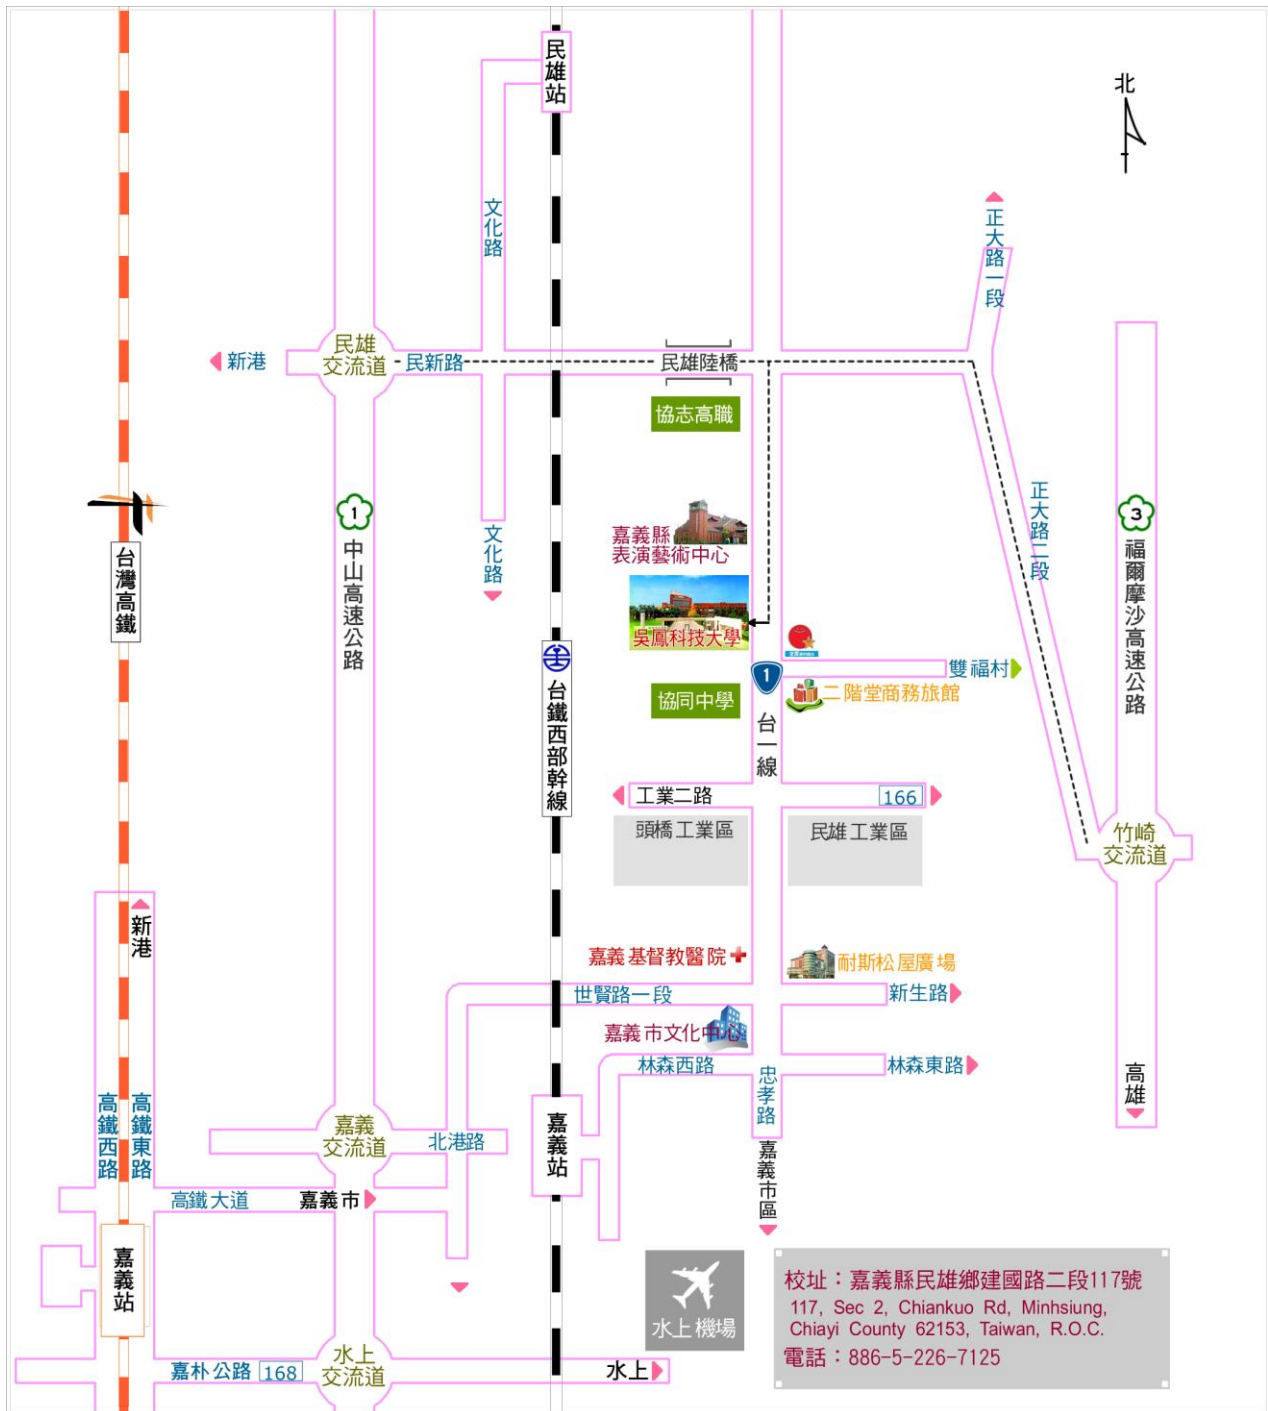 北
民雄站
文化路
正大路一段
民雄
交流道
新港
民新路
民雄陸橋
協志高職
1
中山高速公路
文化路
嘉義縣
表演藝術中心
正大路二段
3
福爾摩沙高速公路
台灣高鐵
吳鳳科技大學
台鐵西部幹線
1
台一線
雙福村
二階堂商務旅館
協同中學
工業二路
166
頭橋工業區
民雄工業區
竹崎
交流道
新港
嘉義基督教醫院
耐斯松屋廣場
世賢路一段
新生路
嘉義市文化中心
林森西路
林森東路
忠孝路
高雄
高鐵西路
高鐵東路
嘉義
交流道
北港路
嘉義站
嘉義市區
高鐵大道
嘉義市
嘉義站
水上機場
校址：嘉義縣民雄鄉建國路二段117號
117, Sec 2, Chiankuo Rd, Minhsiung,
Chiayi County 62153, Taiwan, R.O.C.
電話：886-5-226-7125
嘉朴公路
168
水上
交流道
水上